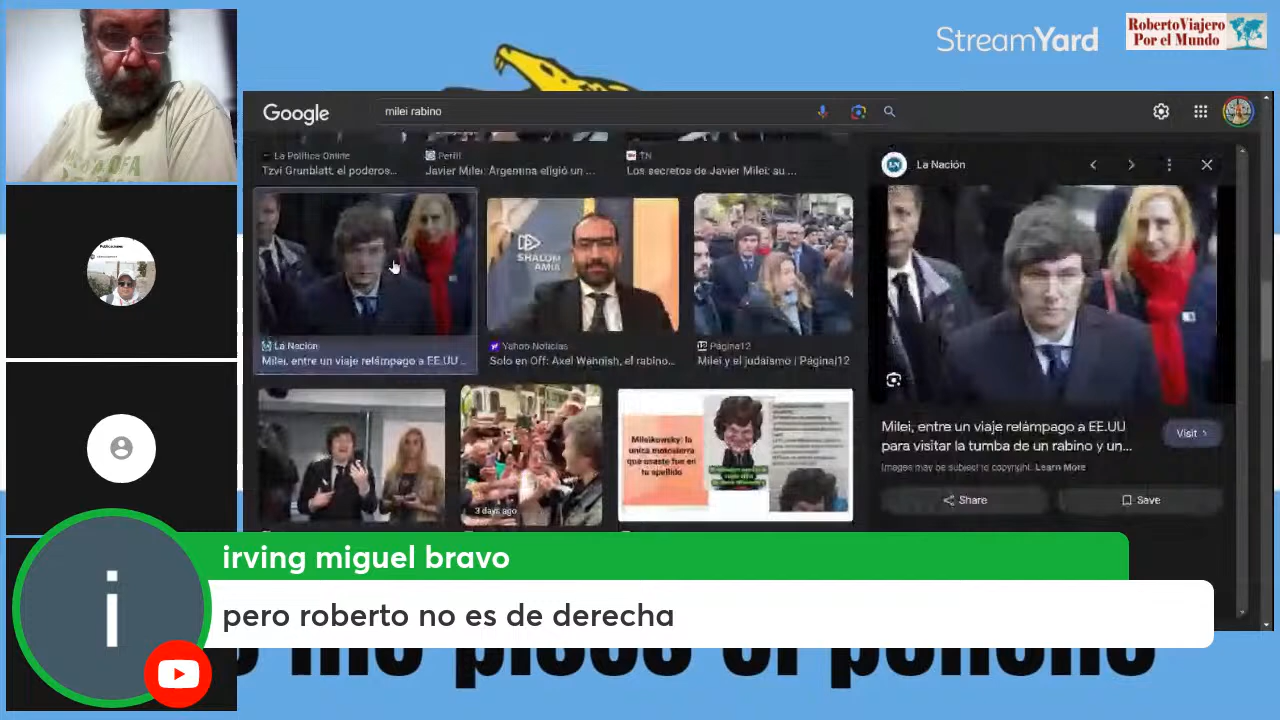 StreamYard
RobertoViajero
Por el Mundo
Google
milei rabino
La Política Online
Tzvi Grunblatt, el poderos...
Perfil
Javier Milei: Argentina eligió un ...
TN
Los secretos de Javier Milei: su ...
La Nación
SHALOM
AMIA
La Nación
Milei, entre un viaje relámpago a EE.UU ...
Yahoo Noticias
Solo en Off: Axel Wahnish, el rabino...
Página12
Milei y el judaísmo | Página12
Milei, entre un viaje relámpago a EE.UU
para visitar la tumba de un rabino y un...
Visit
Images may be subject to copyright. Learn More
Share
Save
Mileikowsky: la
unica motosierra
que usaste fue en
tu apellido
3 days ago
irving miguel bravo
i
pero roberto no es de derecha